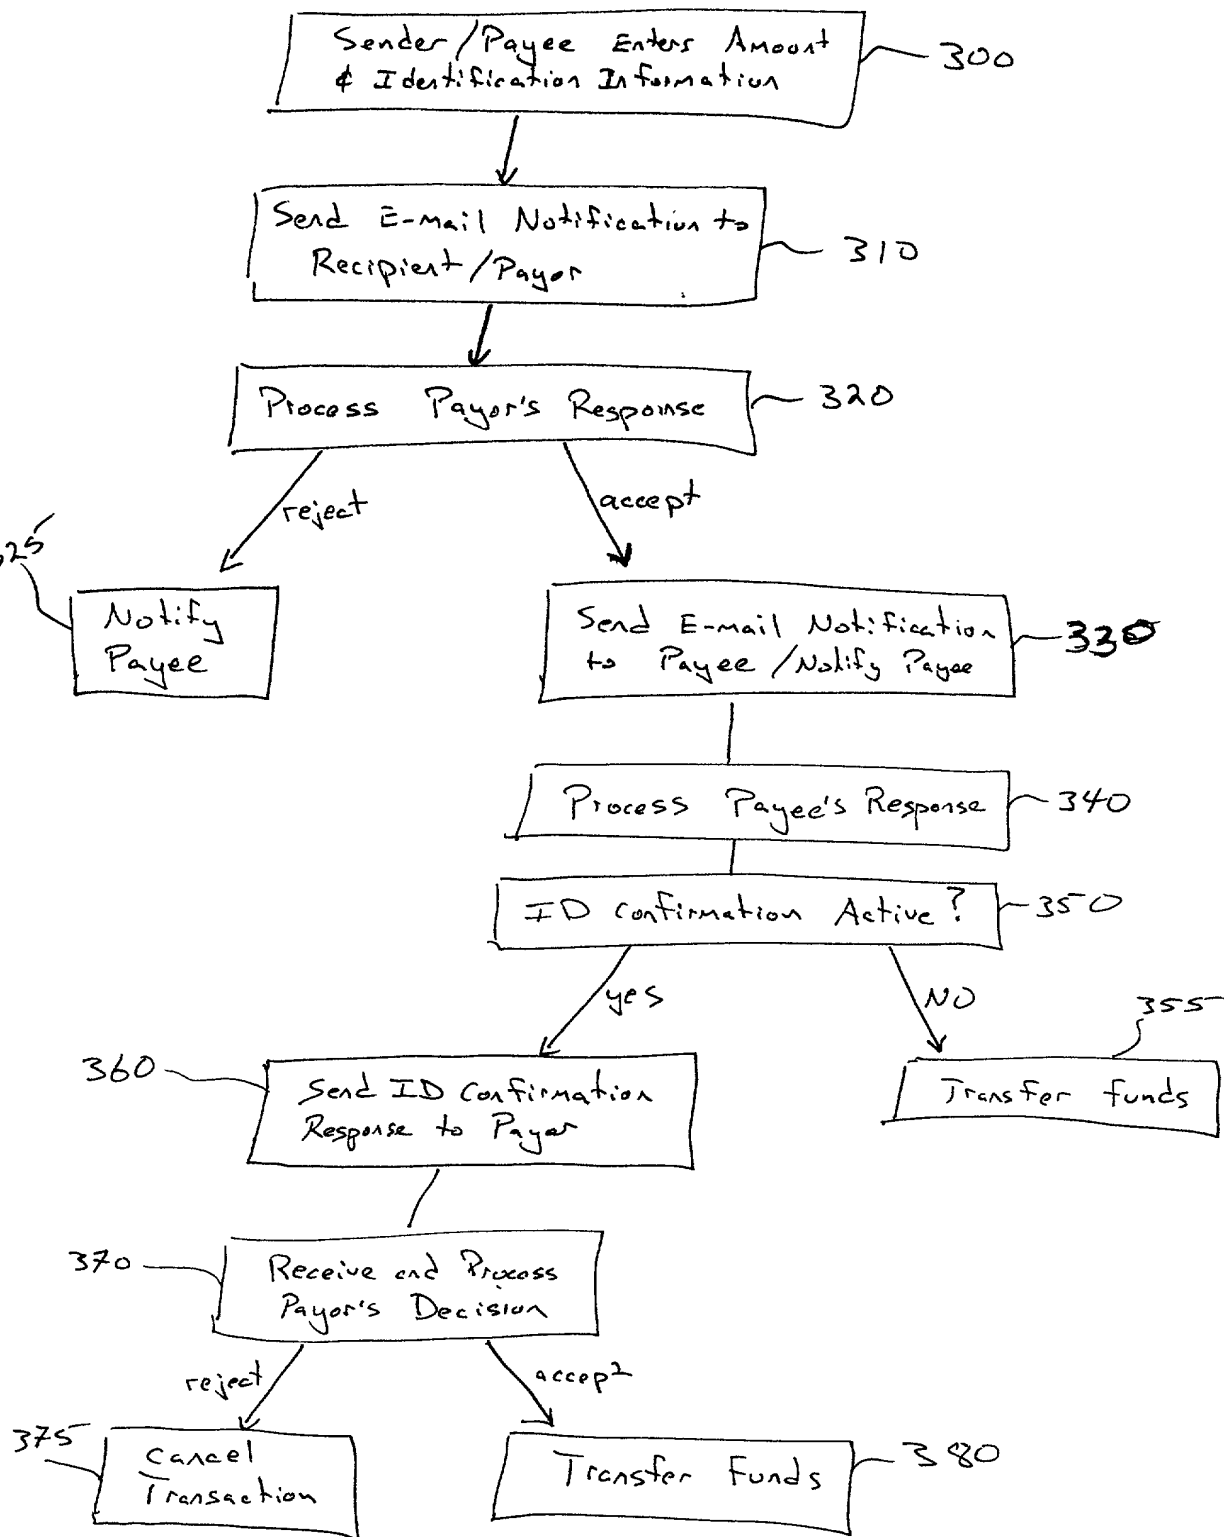 Sender/Payee Enters Amount
& Identification Information
300
Send E-mail Notification to
Recipient/Payor
310
Process Payor's Response
320
reject
accept
325
Notify
Payee
Send E-mail Notification
to Payee/Notify Payee
330
Process Payee's Response
340
ID confirmation Active?
350
yes
NO
355
360
Send ID Confirmation
Response to Payor
Transfer funds
370
Receive and Process
Payor's Decision
reject
accept
375
Cancel
Transaction
Transfer Funds
380